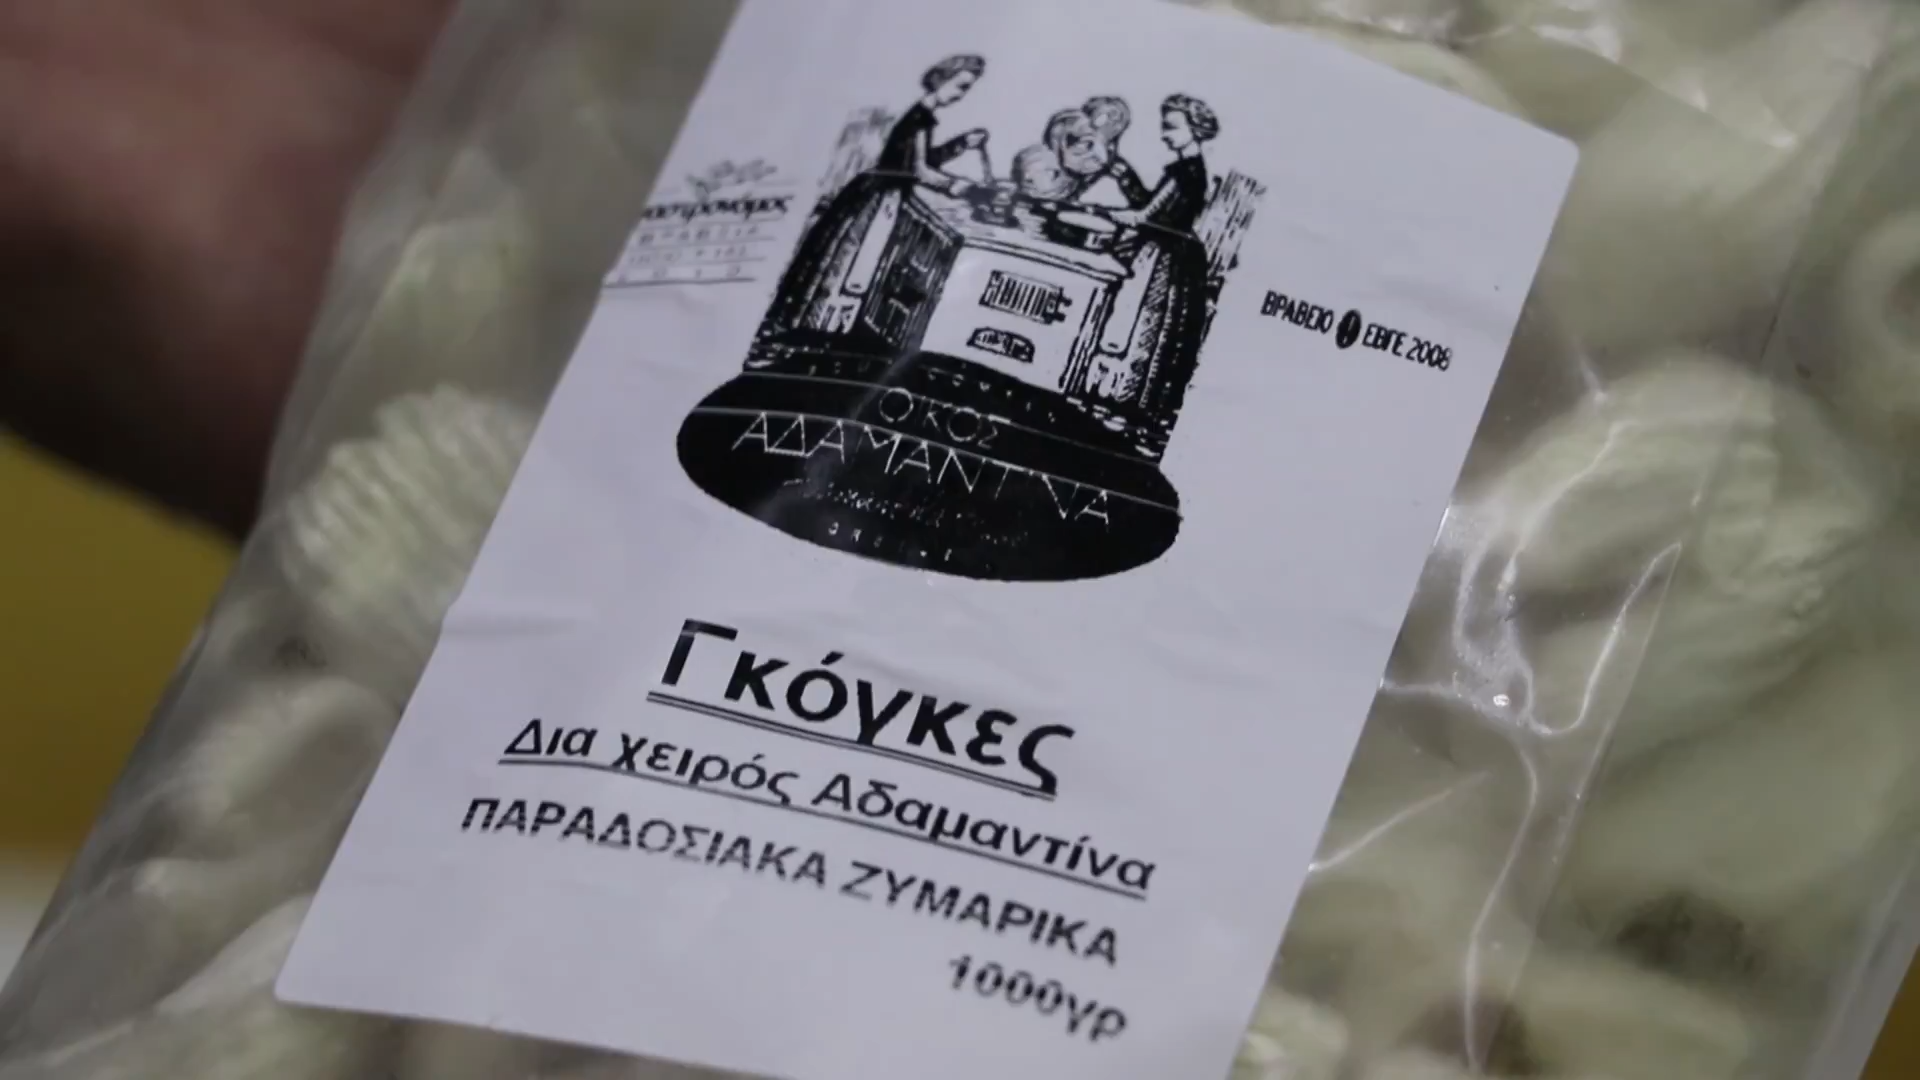 ΒΡΑΒΕΙΟ ΕΒΓΕ 2008
ΟΙΚΟΣ
ΑΔΑΜΑΝΤΙΝΑ
Γκόγκες
Δια χειρός Αδαμαντίνα
ΠΑΡΑΔΟΣΙΑΚΑ ΖΥΜΑΡΙΚΑ
1000γρ